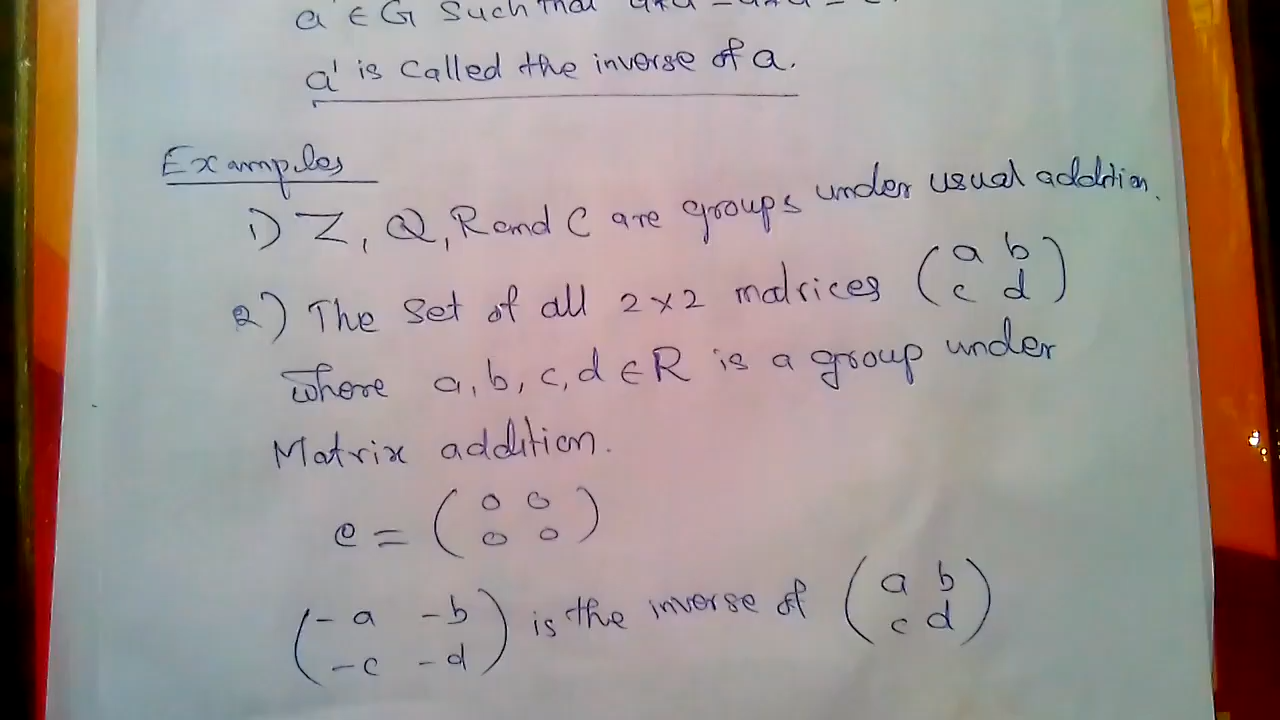 a ∈ G Such that
a' is called the inverse of a.
Examples
1) Z, Q, R and C are groups under usual addition.
2) The set of all 2 x 2 matrices ( a b
c d )
where a, b, c, d ∈ R is a group under
Matrix addition.
e = ( 0 0
0 0 )
( -a -b
-c -d ) is the inverse of ( a b
c d )